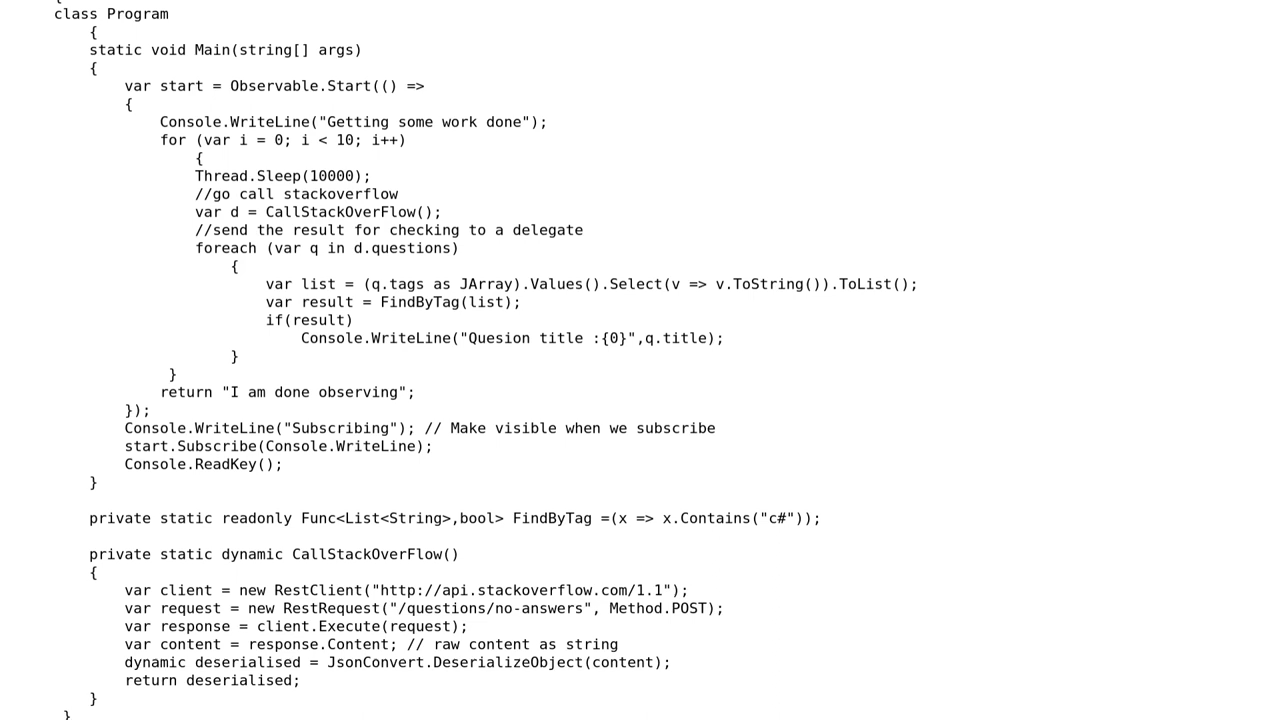 {
class Program
{
static void Main(string[] args)
{
var start = Observable.Start(() =>
{
Console.WriteLine("Getting some work done");
for (var i = 0; i < 10; i++)
{
Thread.Sleep(10000);
//go call stackoverflow
var d = CallStackOverFlow();
//send the result for checking to a delegate
foreach (var q in d.questions)
{
var list = (q.tags as JArray).Values().Select(v => v.ToString()).ToList();
var result = FindByTag(list);
if(result)
Console.WriteLine("Quesion title :{0}",q.title);
}
}
return "I am done observing";
});
Console.WriteLine("Subscribing"); // Make visible when we subscribe
start.Subscribe(Console.WriteLine);
Console.ReadKey();
}
private static readonly Func<List<String>,bool> FindByTag =(x => x.Contains("c#"));
private static dynamic CallStackOverFlow()
{
var client = new RestClient("http://api.stackoverflow.com/1.1");
var request = new RestRequest("/questions/no-answers", Method.POST);
var response = client.Execute(request);
var content = response.Content; // raw content as string
dynamic deserialised = JsonConvert.DeserializeObject(content);
return deserialised;
}
}